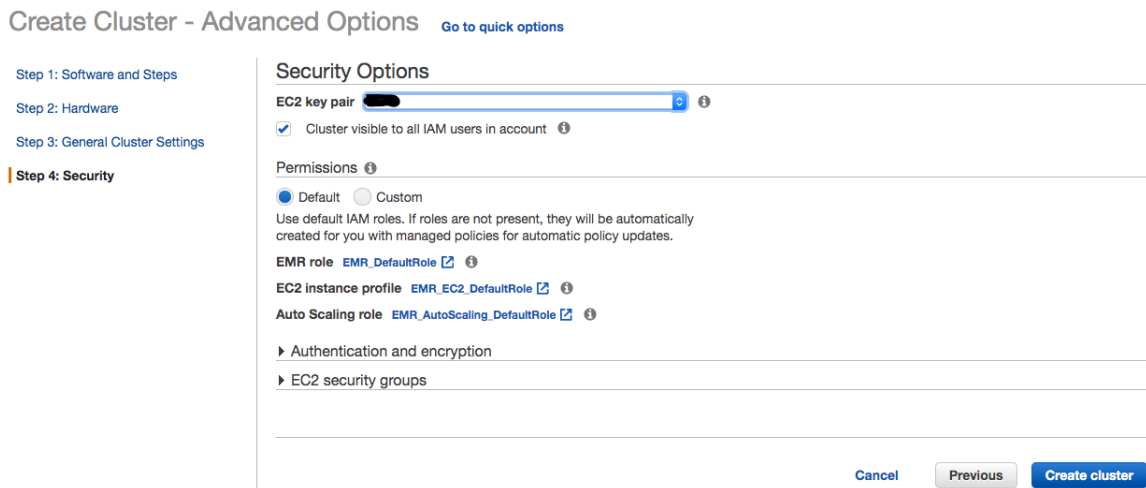 Create Cluster - Advanced Options Go to quick options
Step 1: Software and Steps
Step 2: Hardware
Step 3: General Cluster Settings
Step 4: Security
Security Options
EC2 key pair
Cluster visible to all IAM users in account
Permissions
Default Custom
Use default IAM roles. If roles are not present, they will be automatically
created for you with managed policies for automatic policy updates.
EMR role EMR_DefaultRole
EC2 instance profile EMR_EC2_DefaultRole
Auto Scaling role EMR_AutoScaling_DefaultRole
Authentication and encryption
EC2 security groups
Cancel Previous Create cluster